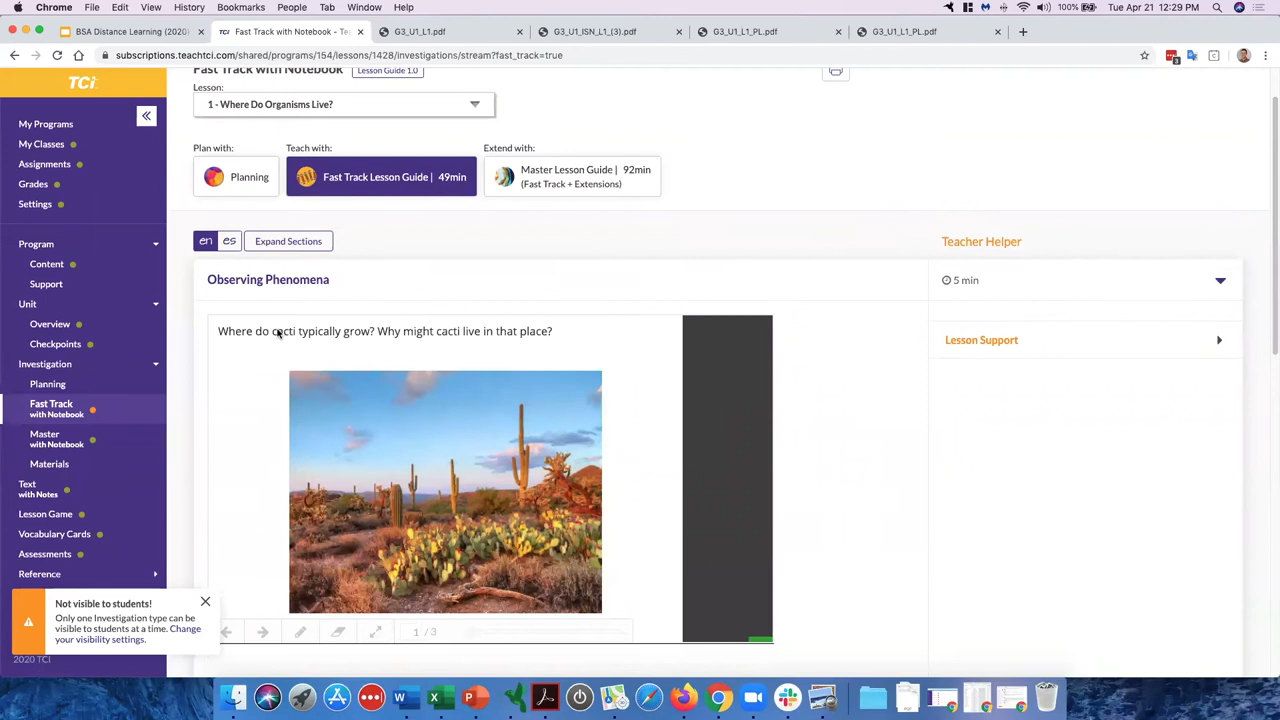 Chrome File Edit View History Bookmarks People Tab Window Help
100%
Tue Apr 21 12:29 PM
BSA Distance Learning (2020)
TCi Fast Track with Notebook - Te
G3_U1_L1.pdf
G3_U1_ISN_L1_(3).pdf
G3_U1_L1_PL.pdf
G3_U1_L1_PL.pdf
subscriptions.teachtci.com/shared/programs/154/lessons/1428/investigations/stream?fast_track=true
TCi
My Programs
My Classes
Assignments
Grades
Settings
Program
Content
Support
Unit
Overview
Checkpoints
Investigation
Planning
Fast Track
with Notebook
Master
with Notebook
Materials
Text
with Notes
Lesson Game
Vocabulary Cards
Assessments
Reference
Not visible to students!
Only one Investigation type can be
visible to students at a time. Change
your visibility settings.
2020 TCI
Fast Track with Notebook
Lesson Guide 1.0
Lesson:
1 - Where Do Organisms Live?
Plan with:
Planning
Teach with:
Fast Track Lesson Guide | 49min
Extend with:
Master Lesson Guide | 92min
(Fast Track + Extensions)
en es Expand Sections
Teacher Helper
Observing Phenomena
5 min
Where do cacti typically grow? Why might cacti live in that place?
Lesson Support
1 / 3